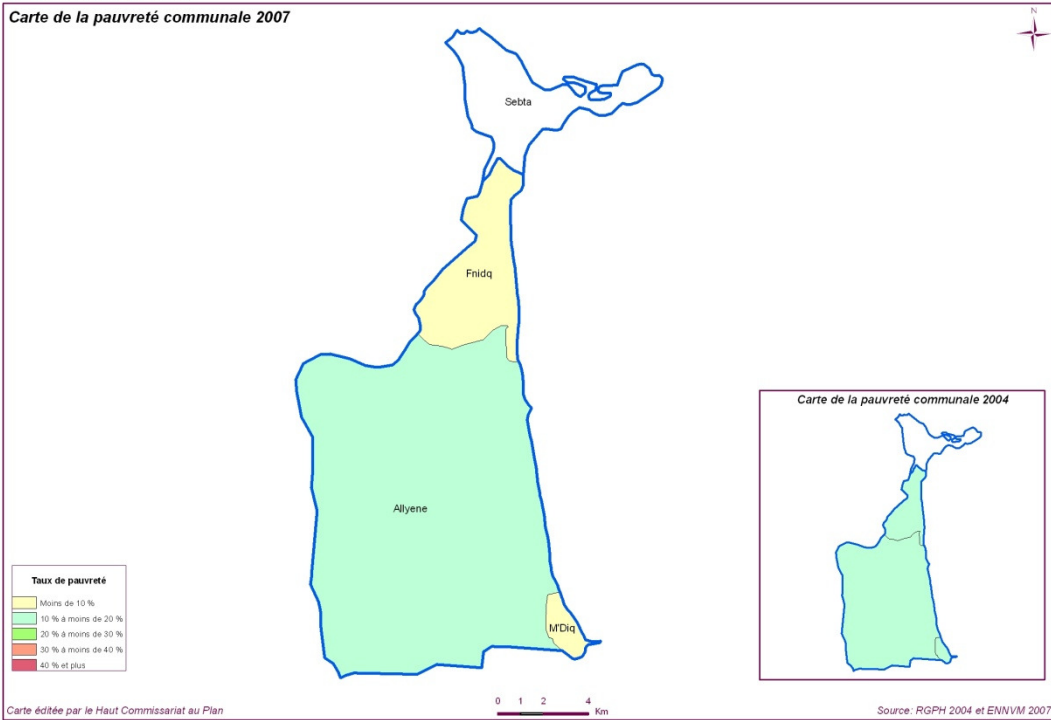 Carte de la pauvreté communale 2007
N
Sebta
Fnidq
Allyene
M'Diq
Carte de la pauvreté communale 2004
Taux de pauvreté
Moins de 10 %
10 % à moins de 20 %
20 % à moins de 30 %
30 % à moins de 40 %
40 % et plus
0 1 2 4
Km
Carte éditée par le Haut Commissariat au Plan
Source: RGPH 2004 et ENNVM 2007